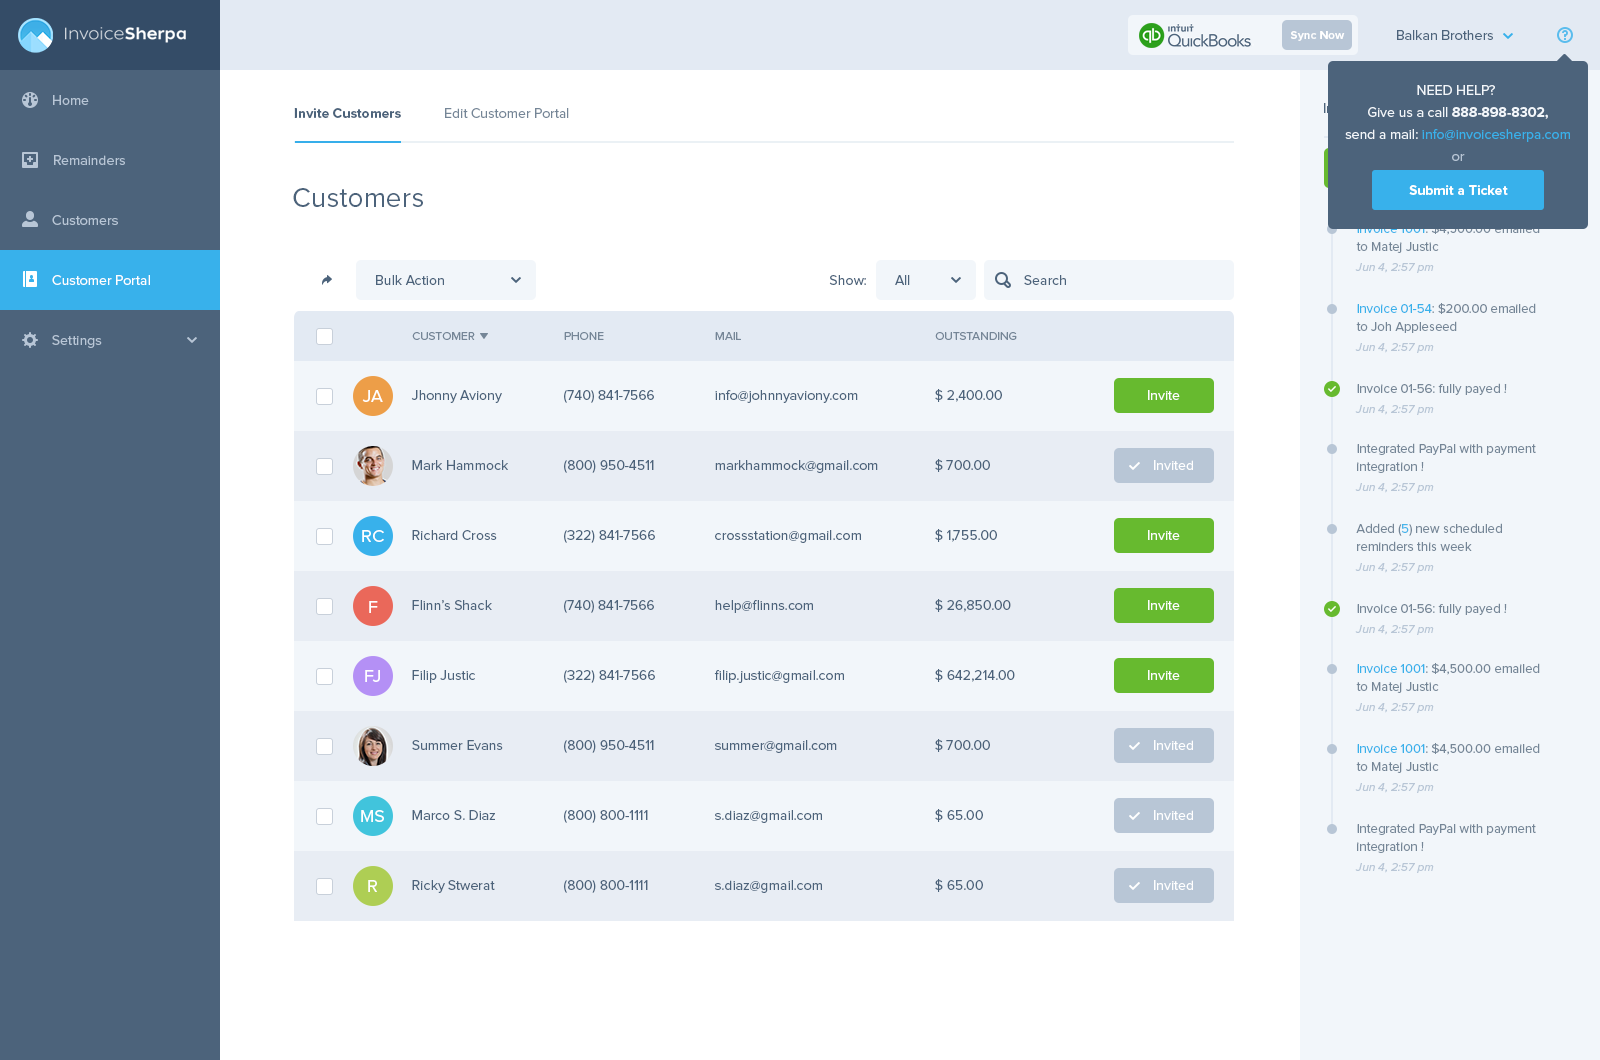 InvoiceSherpa
intuit
QuickBooks
Sync Now
Balkan Brothers
Home
Remainders
Customers
Customer Portal
Settings
Invite Customers
Edit Customer Portal
NEED HELP?
Give us a call 888-898-8302,
send a mail: info@invoicesherpa.com
or
Submit a Ticket
Customers
Bulk Action
Show:
All
Search
CUSTOMER
PHONE
MAIL
OUTSTANDING
JA
Jhonny Aviony
(740) 841-7566
info@johnnyaviony.com
$ 2,400.00
Invite
Mark Hammock
(800) 950-4511
markhammock@gmail.com
$ 700.00
Invited
RC
Richard Cross
(322) 841-7566
crossstation@gmail.com
$ 1,755.00
Invite
F
Flinn's Shack
(740) 841-7566
help@flinns.com
$ 26,850.00
Invite
FJ
Filip Justic
(322) 841-7566
filip.justic@gmail.com
$ 642,214.00
Invite
Summer Evans
(800) 950-4511
summer@gmail.com
$ 700.00
Invited
MS
Marco S. Diaz
(800) 800-1111
s.diaz@gmail.com
$ 65.00
Invited
R
Ricky Stwerat
(800) 800-1111
s.diaz@gmail.com
$ 65.00
Invited
Invoice 1001: $4,500.00 emailed
to Matej Justic
Jun 4, 2:57 pm
Invoice 01-54: $200.00 emailed
to Joh Appleseed
Jun 4, 2:57 pm
Invoice 01-56: fully payed !
Jun 4, 2:57 pm
Integrated PayPal with payment
integration !
Jun 4, 2:57 pm
Added (5) new scheduled
reminders this week
Jun 4, 2:57 pm
Invoice 01-56: fully payed !
Jun 4, 2:57 pm
Invoice 1001: $4,500.00 emailed
to Matej Justic
Jun 4, 2:57 pm
Invoice 1001: $4,500.00 emailed
to Matej Justic
Jun 4, 2:57 pm
Integrated PayPal with payment
integration !
Jun 4, 2:57 pm